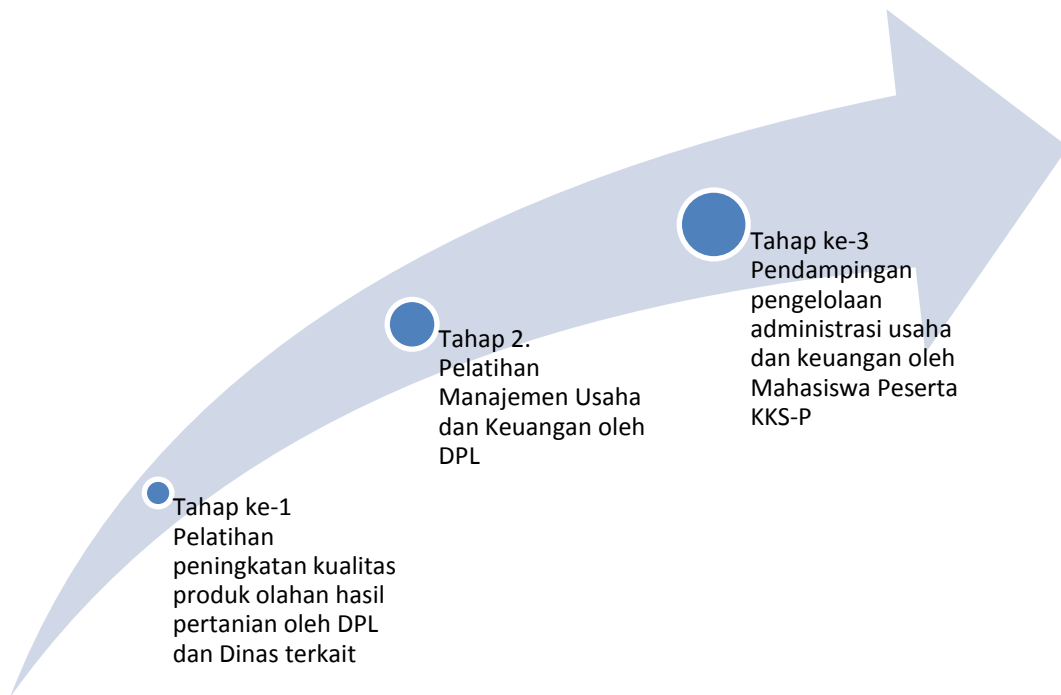 Tahap ke-1
Pelatihan
peningkatan kualitas
produk olahan hasil
pertanian oleh DPL
dan Dinas terkait
Tahap 2.
Pelatihan
Manajemen Usaha
dan Keuangan oleh
DPL
Tahap ke-3
Pendampingan
pengelolaan
administrasi usaha
dan keuangan oleh
Mahasiswa Peserta
KKS-P